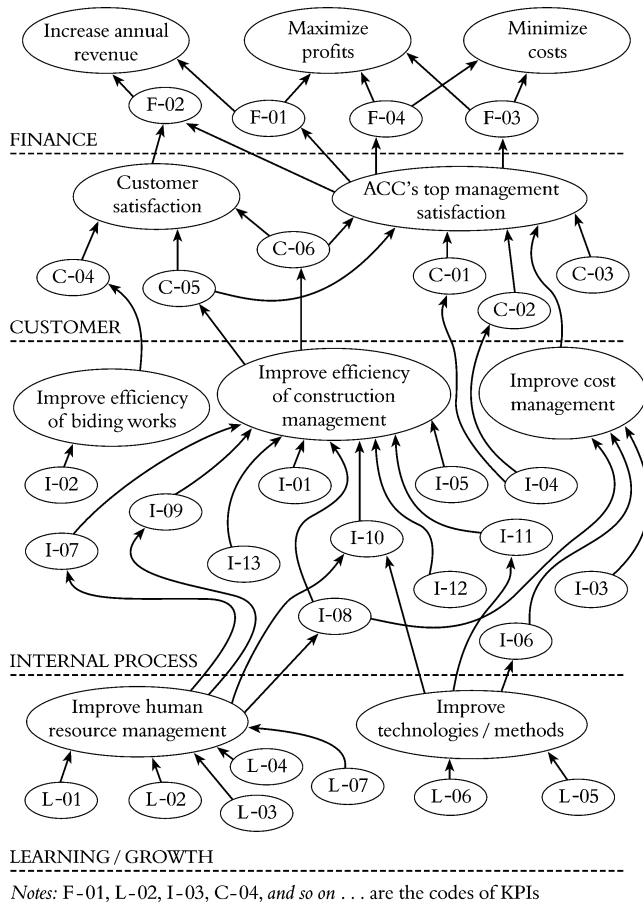 Increase annual
revenue
Maximize
profits
Minimize
costs
F-02
F-01
F-04
F-03
FINANCE
Customer
satisfaction
ACC's top management
satisfaction
C-06
C-04
C-05
C-01
C-02
C-03
CUSTOMER
Improve efficiency
of biding works
Improve efficiency
of construction
management
Improve cost
management
I-02
I-01
I-05
I-04
I-09
I-07
I-13
I-10
I-11
I-12
I-03
I-08
I-06
INTERNAL PROCESS
Improve human
resource management
Improve
technologies / methods
L-04
L-07
L-01
L-02
L-03
L-06
L-05
LEARNING / GROWTH
Notes: F-01, L-02, I-03, C-04, and so on . . . are the codes of KPIs